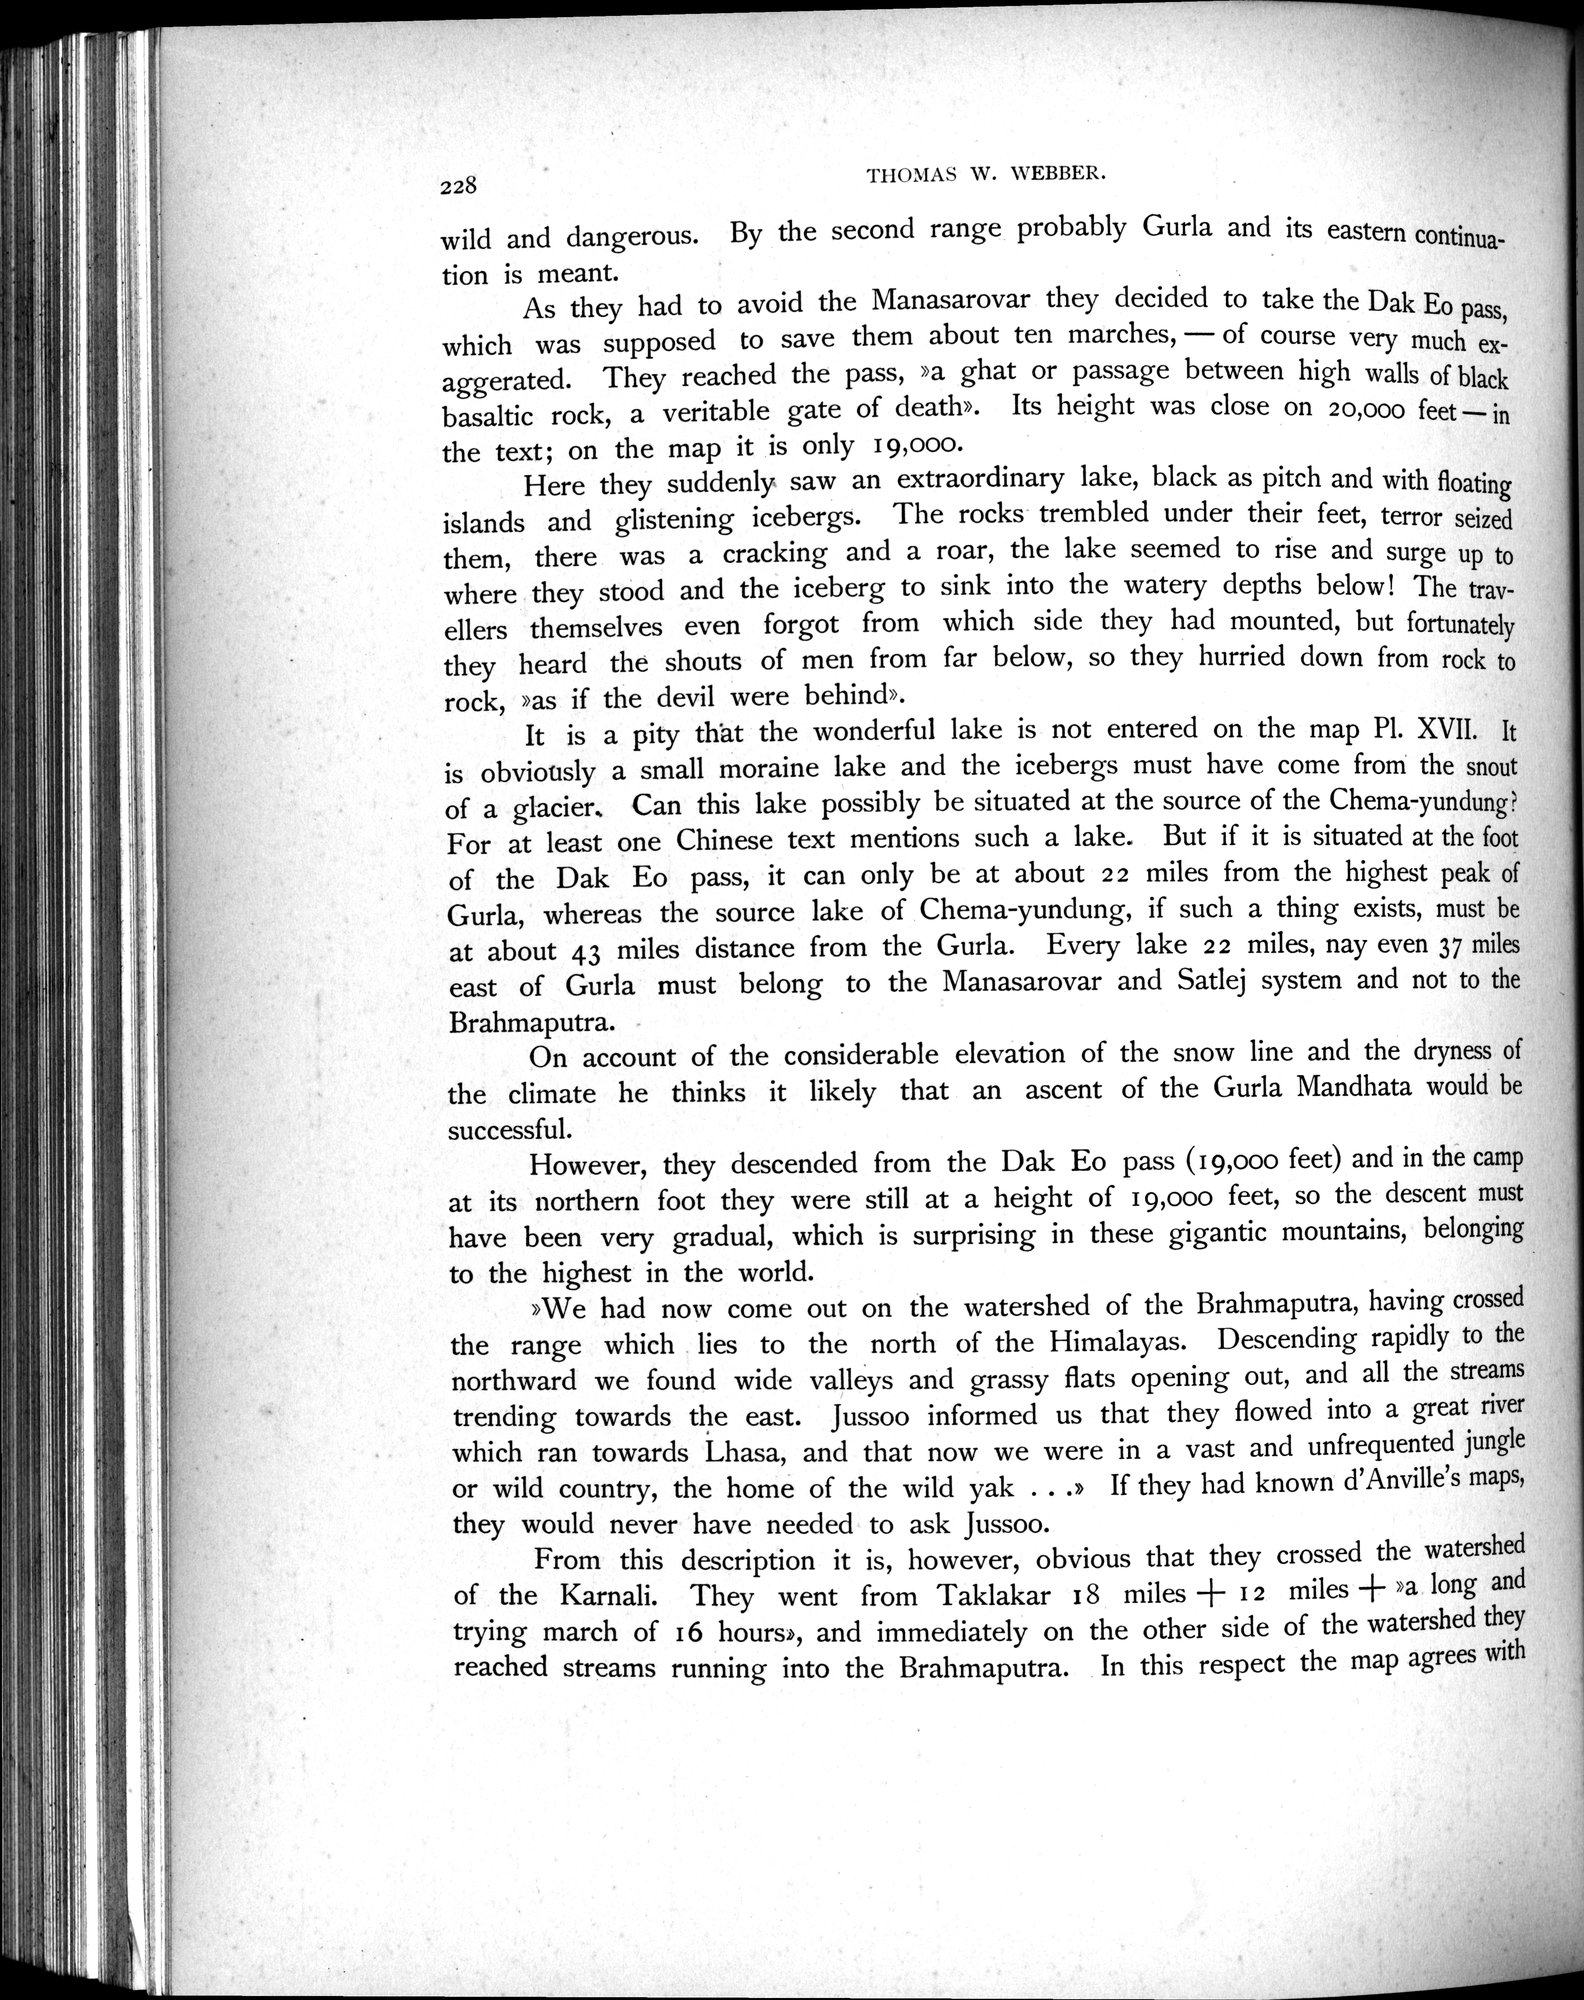 228
THOMAS W. WEBBER.
wild and dangerous. By the second range probably Gurla and its eastern continua-
tion is meant.
As they had to avoid the Manasarovar they decided to take the Dak Eo pass,
which was supposed to save them about ten marches, — of course very much ex-
aggerated. They reached the pass, »a ghat or passage between high walls of black
basaltic rock, a veritable gate of death». Its height was close on 20,000 feet — in
the text; on the map it is only 19,000.
Here they suddenly saw an extraordinary lake, black as pitch and with floating
islands and glistening icebergs. The rocks trembled under their feet, terror seized
them, there was a cracking and a roar, the lake seemed to rise and surge up to
where they stood and the iceberg to sink into the watery depths below! The trav-
ellers themselves even forgot from which side they had mounted, but fortunately
they heard the shouts of men from far below, so they hurried down from rock to
rock, »as if the devil were behind».
It is a pity that the wonderful lake is not entered on the map Pl. XVII. It
is obviously a small moraine lake and the icebergs must have come from the snout
of a glacier. Can this lake possibly be situated at the source of the Chema-yundung?
For at least one Chinese text mentions such a lake. But if it is situated at the foot
of the Dak Eo pass, it can only be at about 22 miles from the highest peak of
Gurla, whereas the source lake of Chema-yundung, if such a thing exists, must be
at about 43 miles distance from the Gurla. Every lake 22 miles, nay even 37 miles
east of Gurla must belong to the Manasarovar and Satlej system and not to the
Brahmaputra.
On account of the considerable elevation of the snow line and the dryness of
the climate he thinks it likely that an ascent of the Gurla Mandhata would be
successful.
However, they descended from the Dak Eo pass (19,000 feet) and in the camp
at its northern foot they were still at a height of 19,000 feet, so the descent must
have been very gradual, which is surprising in these gigantic mountains, belonging
to the highest in the world.
»We had now come out on the watershed of the Brahmaputra, having crossed
the range which lies to the north of the Himalayas. Descending rapidly to the
northward we found wide valleys and grassy flats opening out, and all the streams
trending towards the east. Jussoo informed us that they flowed into a great river
which ran towards Lhasa, and that now we were in a vast and unfrequented jungle
or wild country, the home of the wild yak . . .» If they had known d'Anville's maps,
they would never have needed to ask Jussoo.
From this description it is, however, obvious that they crossed the watershed
of the Karnali. They went from Taklakar 18 miles + 12 miles + »a long and
trying march of 16 hours», and immediately on the other side of the watershed they
reached streams running into the Brahmaputra. In this respect the map agrees with